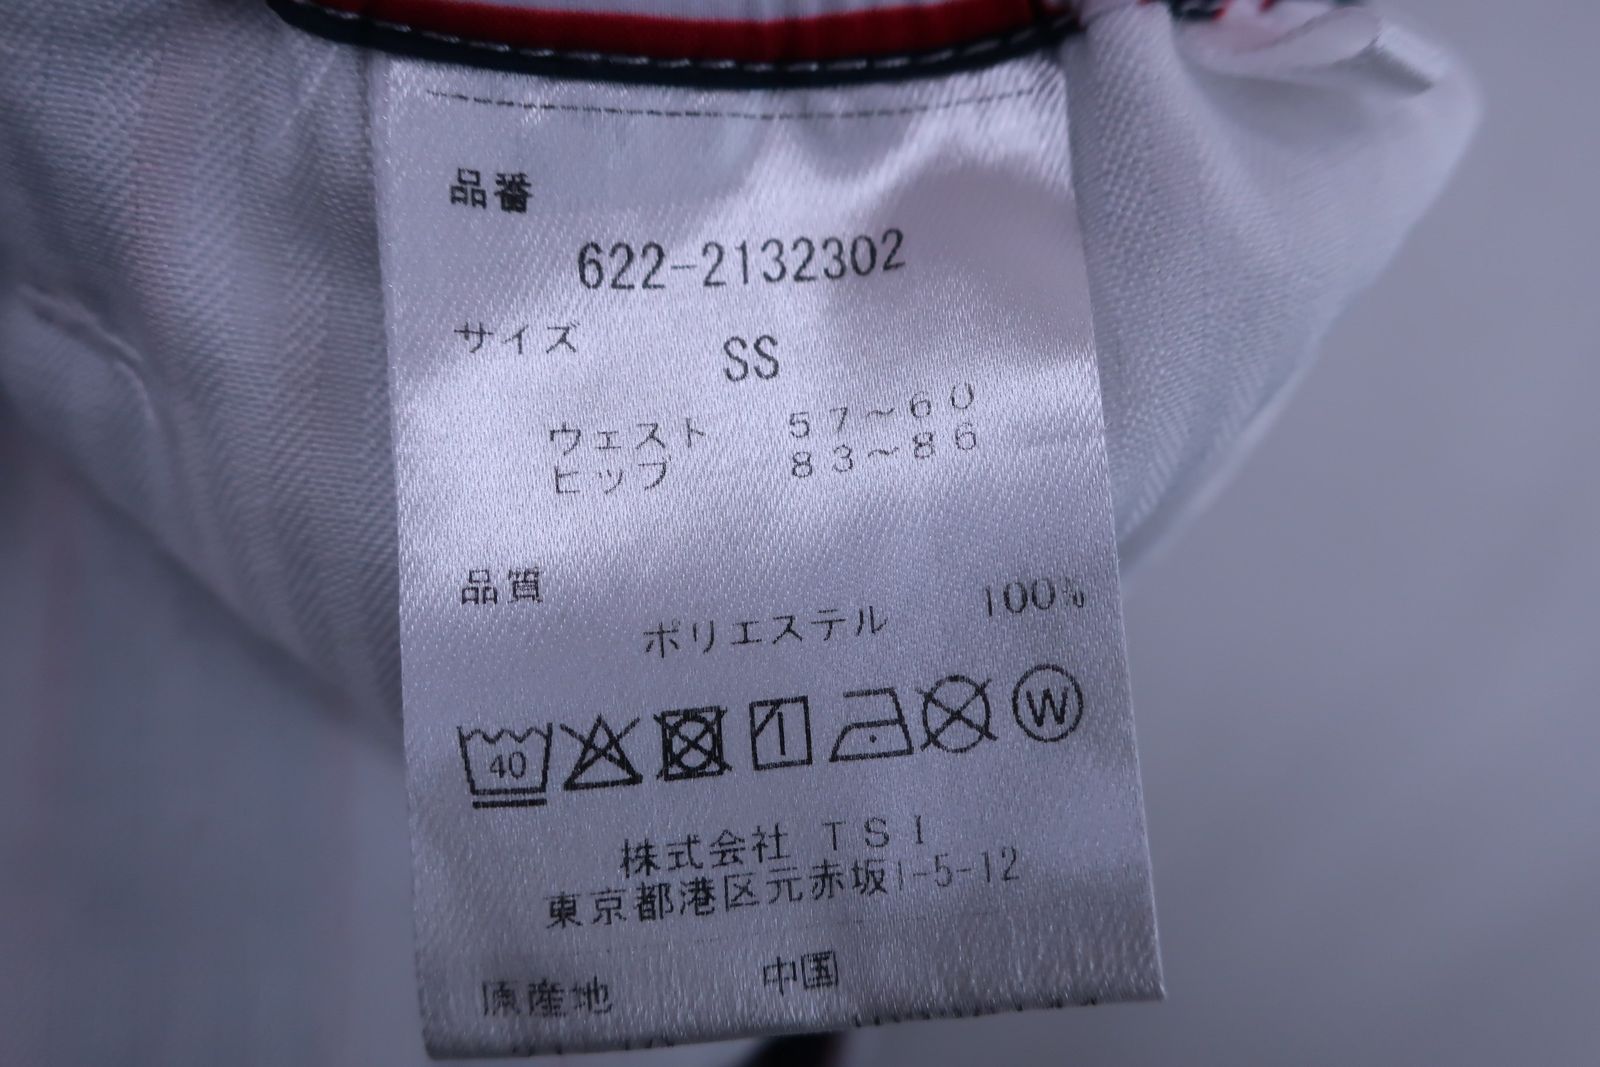 品番
622-2132302
サイズ SS
ウェスト 57~60
ヒップ 83~86
品質
ポリエステル 100%
40 W
株式会社 TSI
東京都港区元赤坂1-5-12
原産地 中国